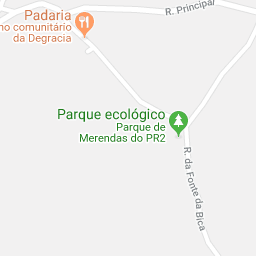 Padaria
no comunitário
da Degracia
R. Principal
Parque ecológico
Parque de
Merendas do PR2
R. da Fonte da Bica